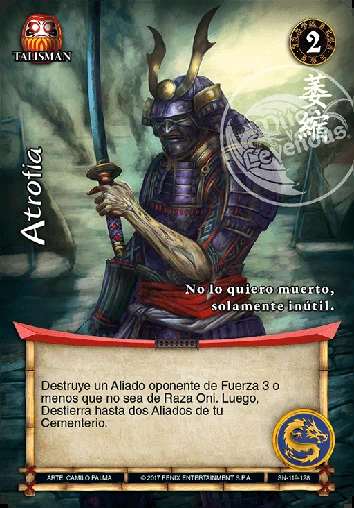 TALISMAN
2
萎縮
Atrofia
No lo quiero muerto,
solamente inútil.
Destruye un Aliado oponente de Fuerza 3 o
menos que no sea de Raza Oni. Luego,
Destierra hasta dos Aliados de tu
Cementerio.
ARTE: CAMILO PALMA
© 2017 FENIX ENTERTAINMENT S.P.A.